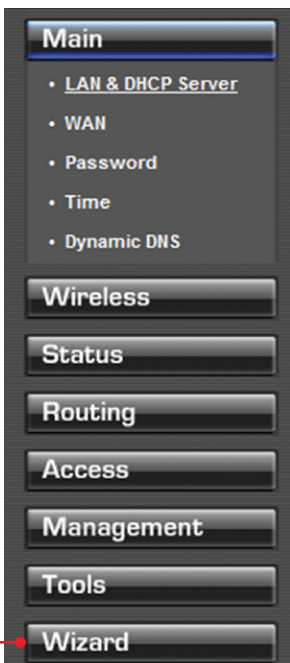 Main
• LAN & DHCP Server
• WAN
• Password
• Time
• Dynamic DNS
Wireless
Status
Routing
Access
Management
Tools
Wizard